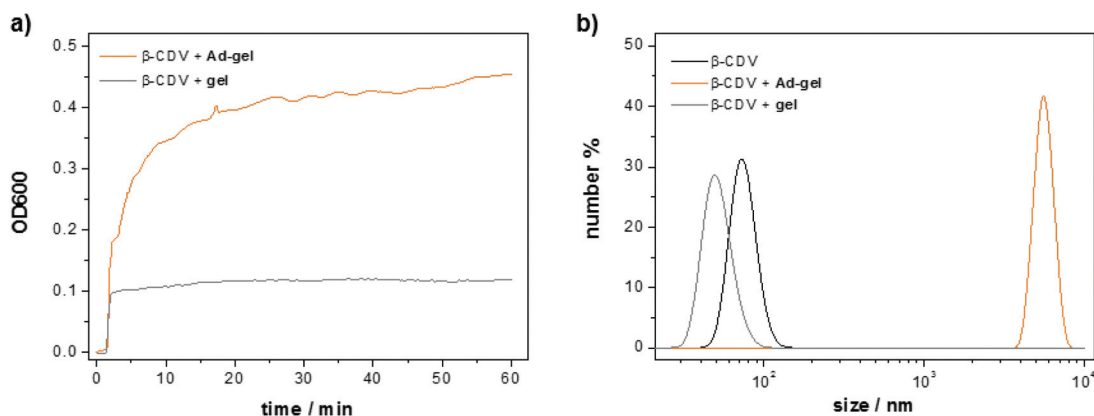 a)
OD600
0.5
0.4
0.3
0.2
0.1
0.0
β-CDV + Ad-gel
β-CDV + gel
0 10 20 30 40 50 60
time / min
b)
number %
50
40
30
20
10
0
β-CDV
β-CDV + Ad-gel
β-CDV + gel
10² 10³ 10⁴
size / nm